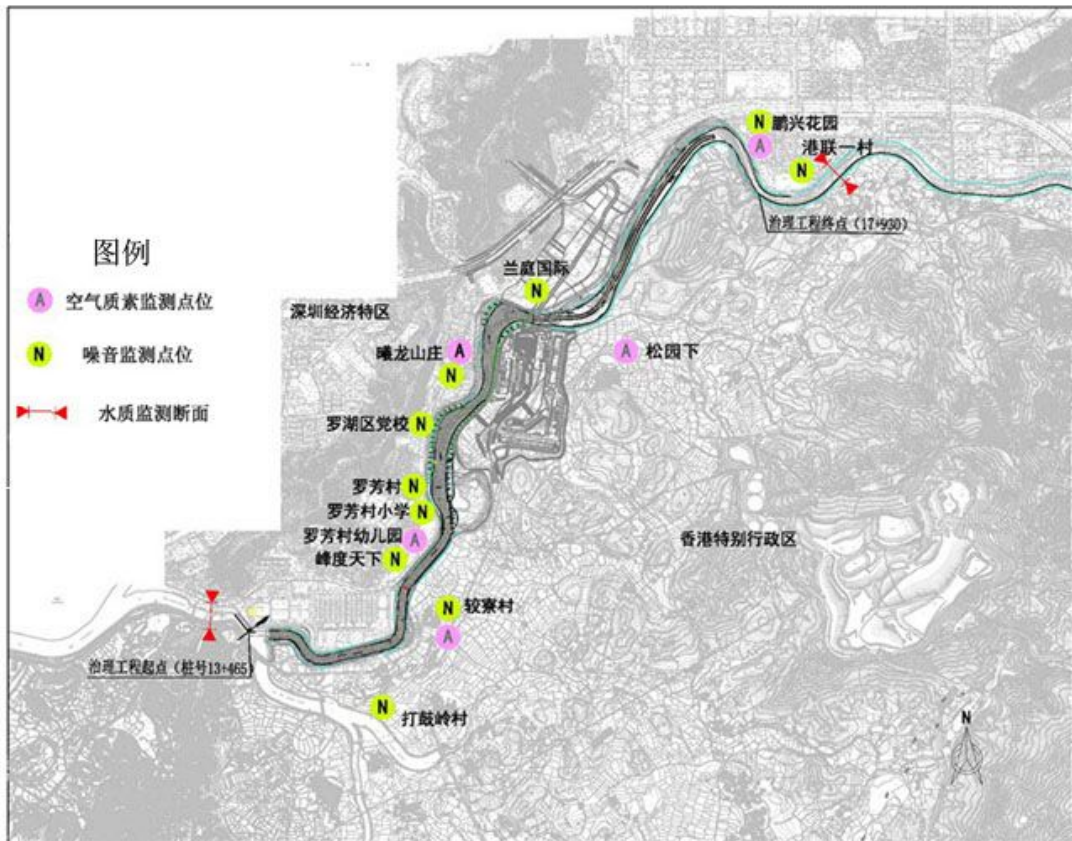 N 鹏兴花园
A 港联一村
N
治理工程终点（17+930）
图例
兰庭国际
N
A 空气质素监测点位
深圳经济特区
N 噪音监测点位
曦龙山庄 A
N
A 松园下
水质监测断面
罗湖区党校 N
罗芳村 N
罗芳村小学 N
罗芳村幼儿园 A
香港特别行政区
峰度天下 N
N 较寮村
A
治理工程起点（桩号13+465）
N 打鼓岭村
N